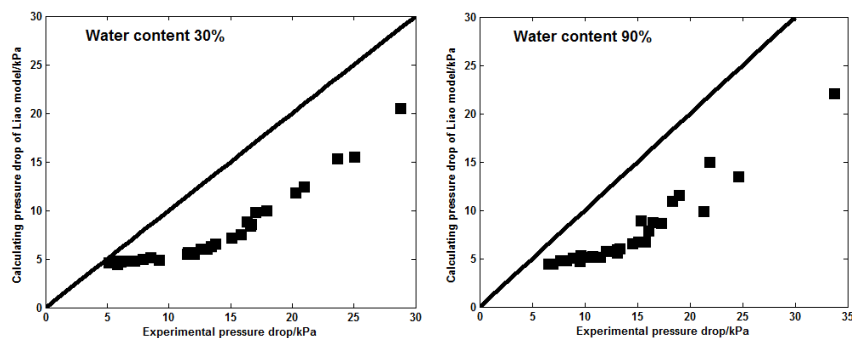 Water content 30%
Calculating pressure drop of Liao model/kPa
30
25
20
15
10
5
0
0 5 10 15 20 25 30
Experimental pressure drop/kPa
Water content 90%
Calculating pressure drop of Liao model/kPa
30
25
20
15
10
5
0
0 5 10 15 20 25 30 35
Experimental pressure drop/kPa